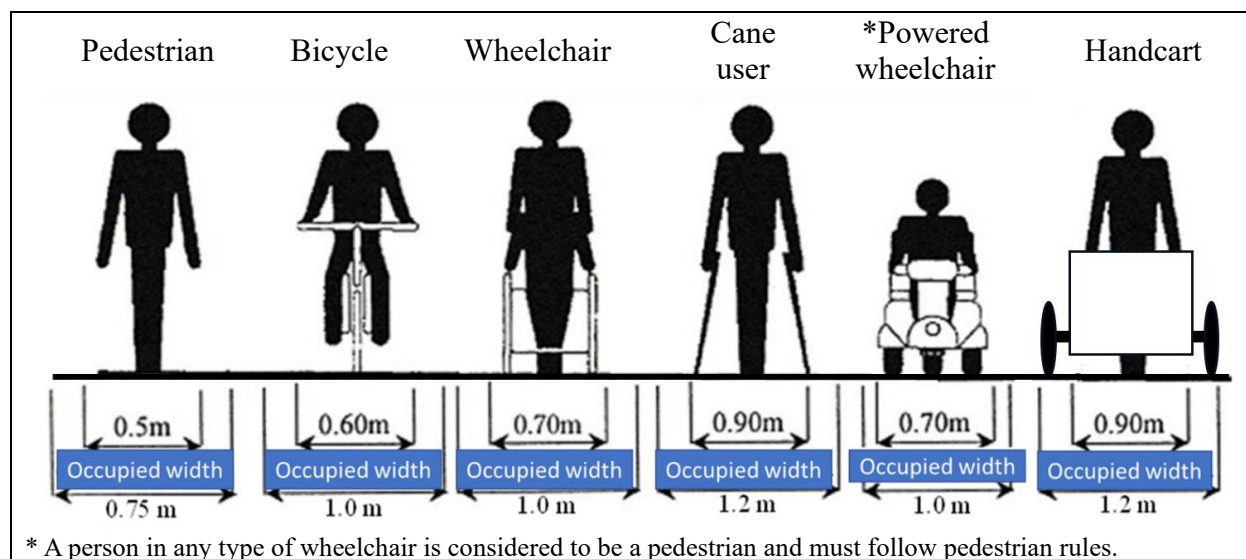 Pedestrian Bicycle Wheelchair Cane user *Powered wheelchair Handcart
0.5m 0.60m 0.70m 0.90m 0.70m 0.90m
Occupied width Occupied width Occupied width Occupied width Occupied width Occupied width
0.75 m 1.0 m 1.0 m 1.2 m 1.0 m 1.2 m
* A person in any type of wheelchair is considered to be a pedestrian and must follow pedestrian rules.